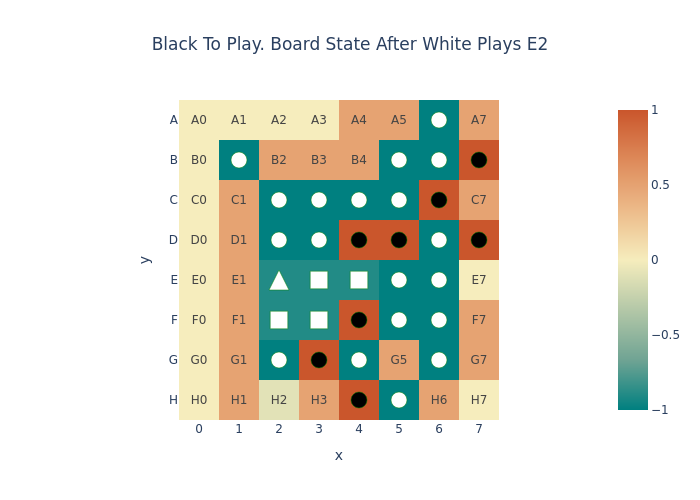 Black To Play. Board State After White Plays E2
A A0 A1 A2 A3 A4 A5 A7
B B0 B2 B3 B4
C C0 C1 C7
D D0 D1
E E0 E1 E7
F F0 F1 F7
G G0 G1 G5 G7
H H0 H1 H2 H3 H6 H7
0 1 2 3 4 5 6 7
x
y
1
0.5
0
−0.5
−1